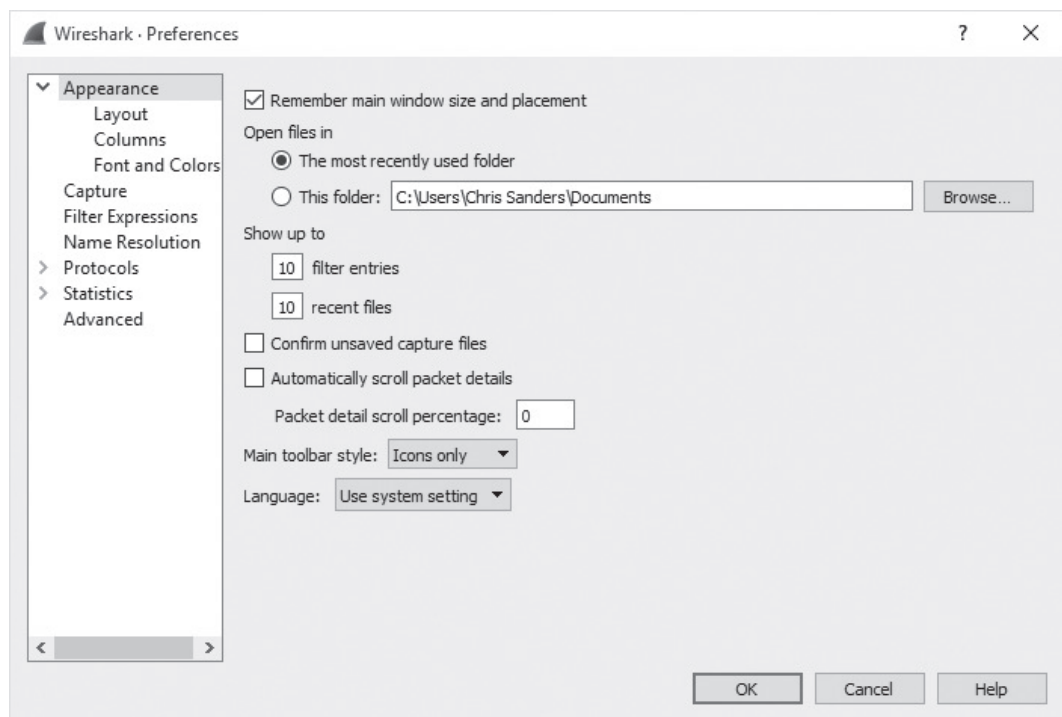 Wireshark · Preferences
?
Appearance
Layout
Columns
Font and Colors
Capture
Filter Expressions
Name Resolution
Protocols
Statistics
Advanced
Remember main window size and placement
Open files in
The most recently used folder
This folder: C:\Users\Chris Sanders\Documents Browse...
Show up to
10 filter entries
10 recent files
Confirm unsaved capture files
Automatically scroll packet details
Packet detail scroll percentage: 0
Main toolbar style: Icons only
Language: Use system setting
OK Cancel Help